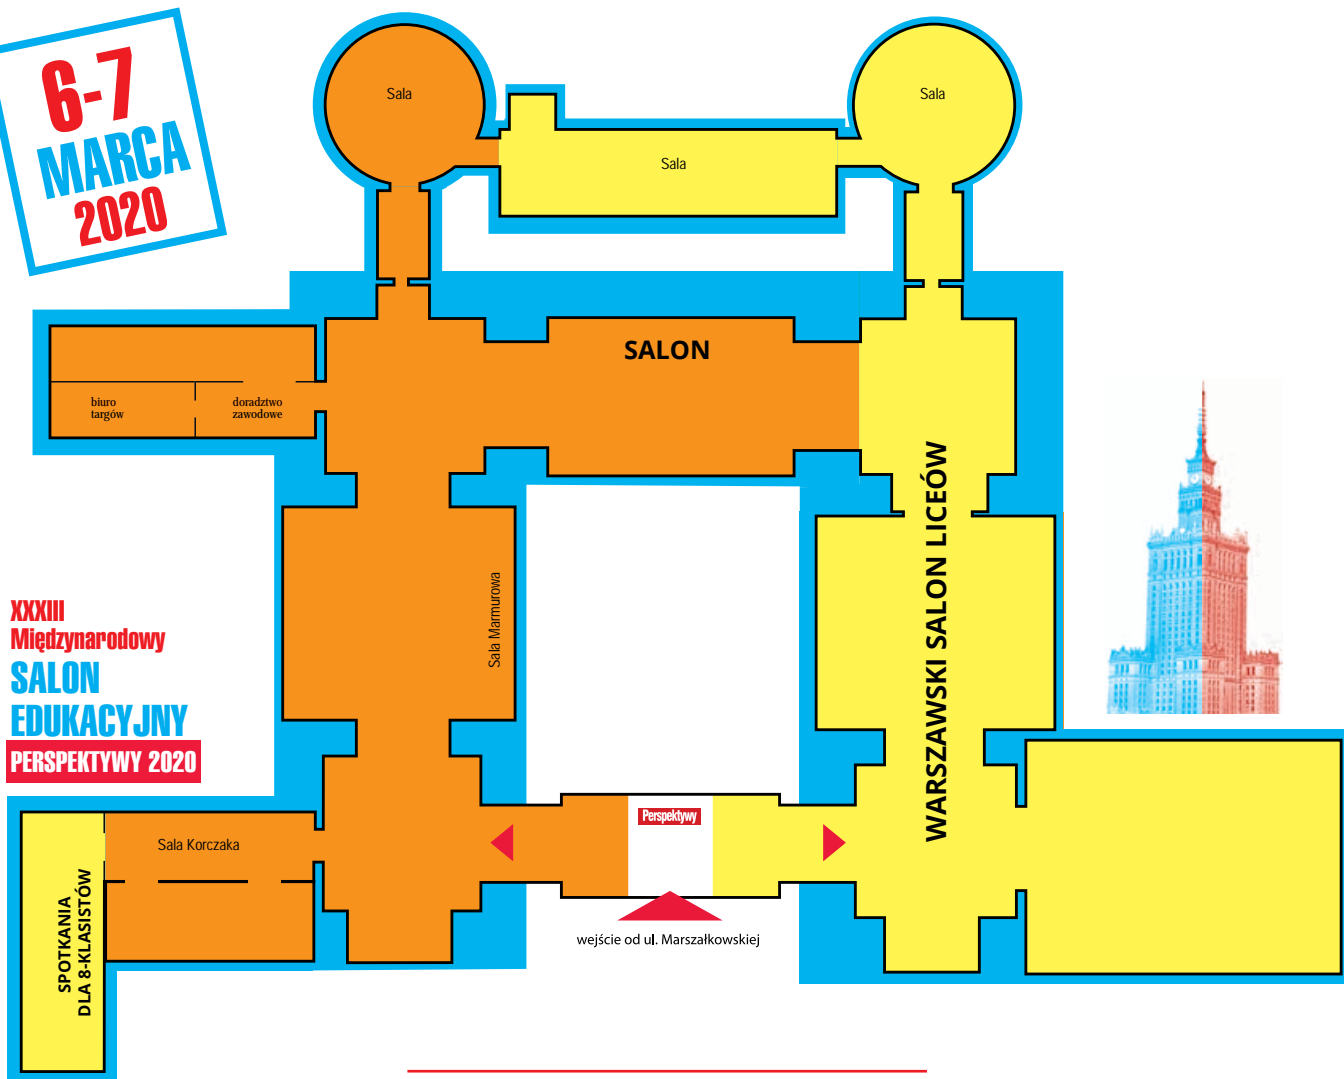 6-7
MARCA
2020
Sala
Sala
Sala
SALON
biuro
targów
doradztwo
zawodowe
WARSZAWSKI SALON LICEÓW
Sala Marmurowa
XXXIII
Międzynarodowy
SALON
EDUKACYJNY
PERSPEKTYWY 2020
Perspektywy
Sala Korczaka
SPOTKANIA
DLA 8-KLASISTÓW
wejście od ul. Marszałkowskiej